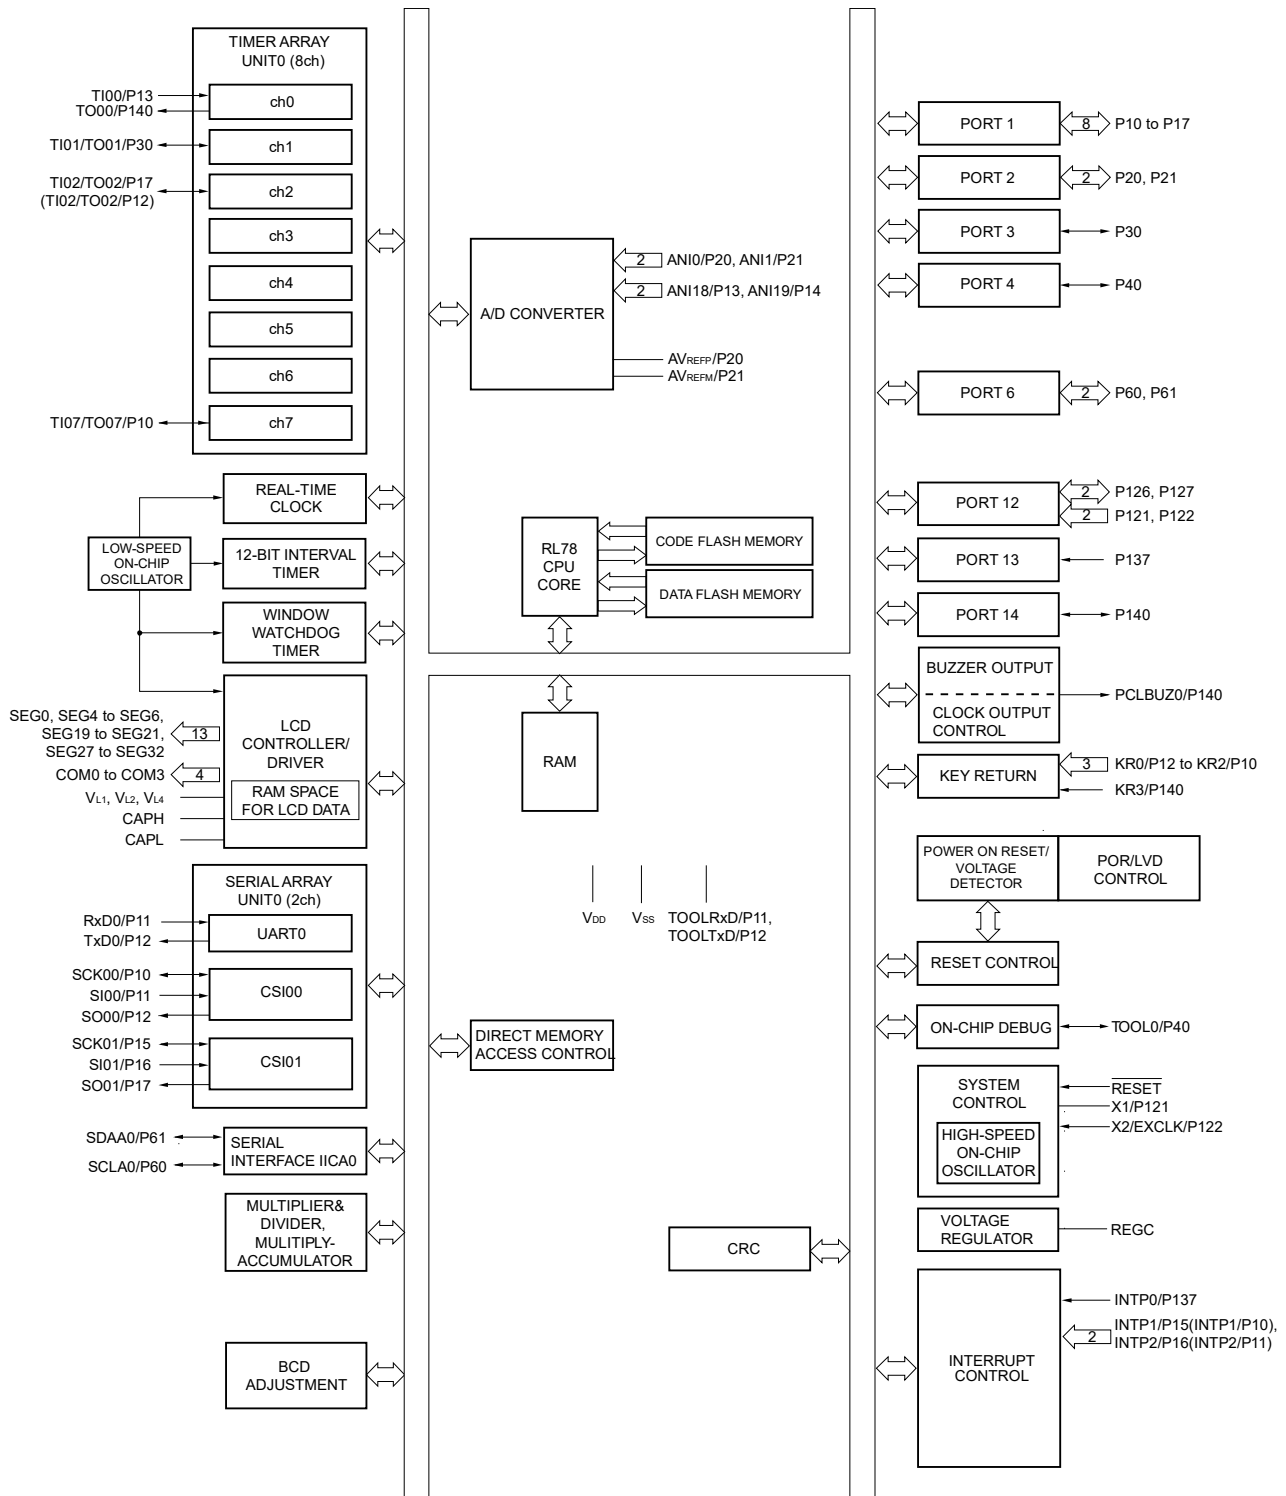 TIMER ARRAY
UNIT0 (8ch)
TI00/P13
TO00/P140
ch0
TI01/TO01/P30
ch1
TI02/TO02/P17
(TI02/TO02/P12)
ch2
ch3
ch4
ch5
ch6
TI07/TO07/P10
ch7
REAL-TIME
CLOCK
LOW-SPEED
ON-CHIP
OSCILLATOR
12-BIT INTERVAL
TIMER
WINDOW
WATCHDOG
TIMER
SEG0, SEG4 to SEG6,
SEG19 to SEG21,
SEG27 to SEG32
13
COM0 to COM3
4
VL1, VL2, VL4
CAPH
CAPL
LCD
CONTROLLER/
DRIVER
RAM SPACE
FOR LCD DATA
SERIAL ARRAY
UNIT0 (2ch)
RxD0/P11
TxD0/P12
UART0
SCK00/P10
SI00/P11
SO00/P12
CSI00
SCK01/P15
SI01/P16
SO01/P17
CSI01
SDAA0/P61
SCLA0/P60
SERIAL
INTERFACE IICA0
MULTIPLIER&
DIVIDER,
MULITIPLY-
ACCUMULATOR
BCD
ADJUSTMENT
A/D CONVERTER
2
ANI0/P20, ANI1/P21
2
ANI18/P13, ANI19/P14
AVREFP/P20
AVREFM/P21
RL78
CPU
CORE
CODE FLASH MEMORY
DATA FLASH MEMORY
RAM
VDD
VSS
TOOLRxD/P11,
TOOLTxD/P12
DIRECT MEMORY
ACCESS CONTROL
CRC
PORT 1
8
P10 to P17
PORT 2
2
P20, P21
PORT 3
P30
PORT 4
P40
PORT 6
2
P60, P61
PORT 12
2
P126, P127
2
P121, P122
PORT 13
P137
PORT 14
P140
BUZZER OUTPUT
CLOCK OUTPUT
CONTROL
PCLBUZ0/P140
KEY RETURN
3
KR0/P12 to KR2/P10
KR3/P140
POWER ON RESET/
VOLTAGE
DETECTOR
POR/LVD
CONTROL
RESET CONTROL
ON-CHIP DEBUG
TOOL0/P40
SYSTEM
CONTROL
HIGH-SPEED
ON-CHIP
OSCILLATOR
RESET
X1/P121
X2/EXCLK/P122
VOLTAGE
REGULATOR
REGC
INTERRUPT
CONTROL
INTP0/P137
2
INTP1/P15(INTP1/P10),
INTP2/P16(INTP2/P11)